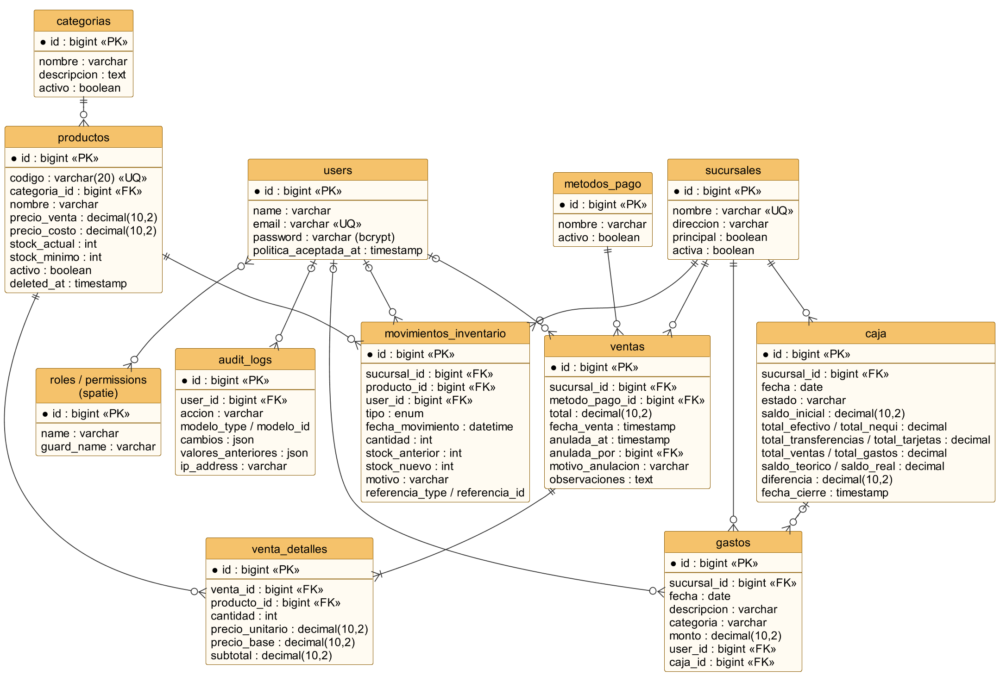 categorias
● id : bigint «PK»
nombre : varchar
descripcion : text
activo : boolean
productos
● id : bigint «PK»
codigo : varchar(20) «UQ»
categoria_id : bigint «FK»
nombre : varchar
precio_venta : decimal(10,2)
precio_costo : decimal(10,2)
stock_actual : int
stock_minimo : int
activo : boolean
deleted_at : timestamp
users
● id : bigint «PK»
name : varchar
email : varchar «UQ»
password : varchar (bcrypt)
politica_aceptada_at : timestamp
metodos_pago
● id : bigint «PK»
nombre : varchar
activo : boolean
sucursales
● id : bigint «PK»
nombre : varchar «UQ»
direccion : varchar
principal : boolean
activa : boolean
roles / permissions
(spatie)
● id : bigint «PK»
name : varchar
guard_name : varchar
audit_logs
● id : bigint «PK»
user_id : bigint «FK»
accion : varchar
modelo_type / modelo_id
cambios : json
valores_anteriores : json
ip_address : varchar
movimientos_inventario
● id : bigint «PK»
sucursal_id : bigint «FK»
producto_id : bigint «FK»
user_id : bigint «FK»
tipo : enum
fecha_movimiento : datetime
cantidad : int
stock_anterior : int
stock_nuevo : int
motivo : varchar
referencia_type / referencia_id
ventas
● id : bigint «PK»
sucursal_id : bigint «FK»
metodo_pago_id : bigint «FK»
total : decimal(10,2)
fecha_venta : timestamp
anulada_at : timestamp
anulada_por : bigint «FK»
motivo_anulacion : varchar
observaciones : text
caja
● id : bigint «PK»
sucursal_id : bigint «FK»
fecha : date
estado : varchar
saldo_inicial : decimal(10,2)
total_efectivo / total_nequi : decimal
total_transferencias / total_tarjetas : decimal
total_ventas / total_gastos : decimal
saldo_teorico / saldo_real : decimal
diferencia : decimal(10,2)
fecha_cierre : timestamp
venta_detalles
● id : bigint «PK»
venta_id : bigint «FK»
producto_id : bigint «FK»
cantidad : int
precio_unitario : decimal(10,2)
precio_base : decimal(10,2)
subtotal : decimal(10,2)
gastos
● id : bigint «PK»
sucursal_id : bigint «FK»
fecha : date
descripcion : varchar
categoria : varchar
monto : decimal(10,2)
user_id : bigint «FK»
caja_id : bigint «FK»